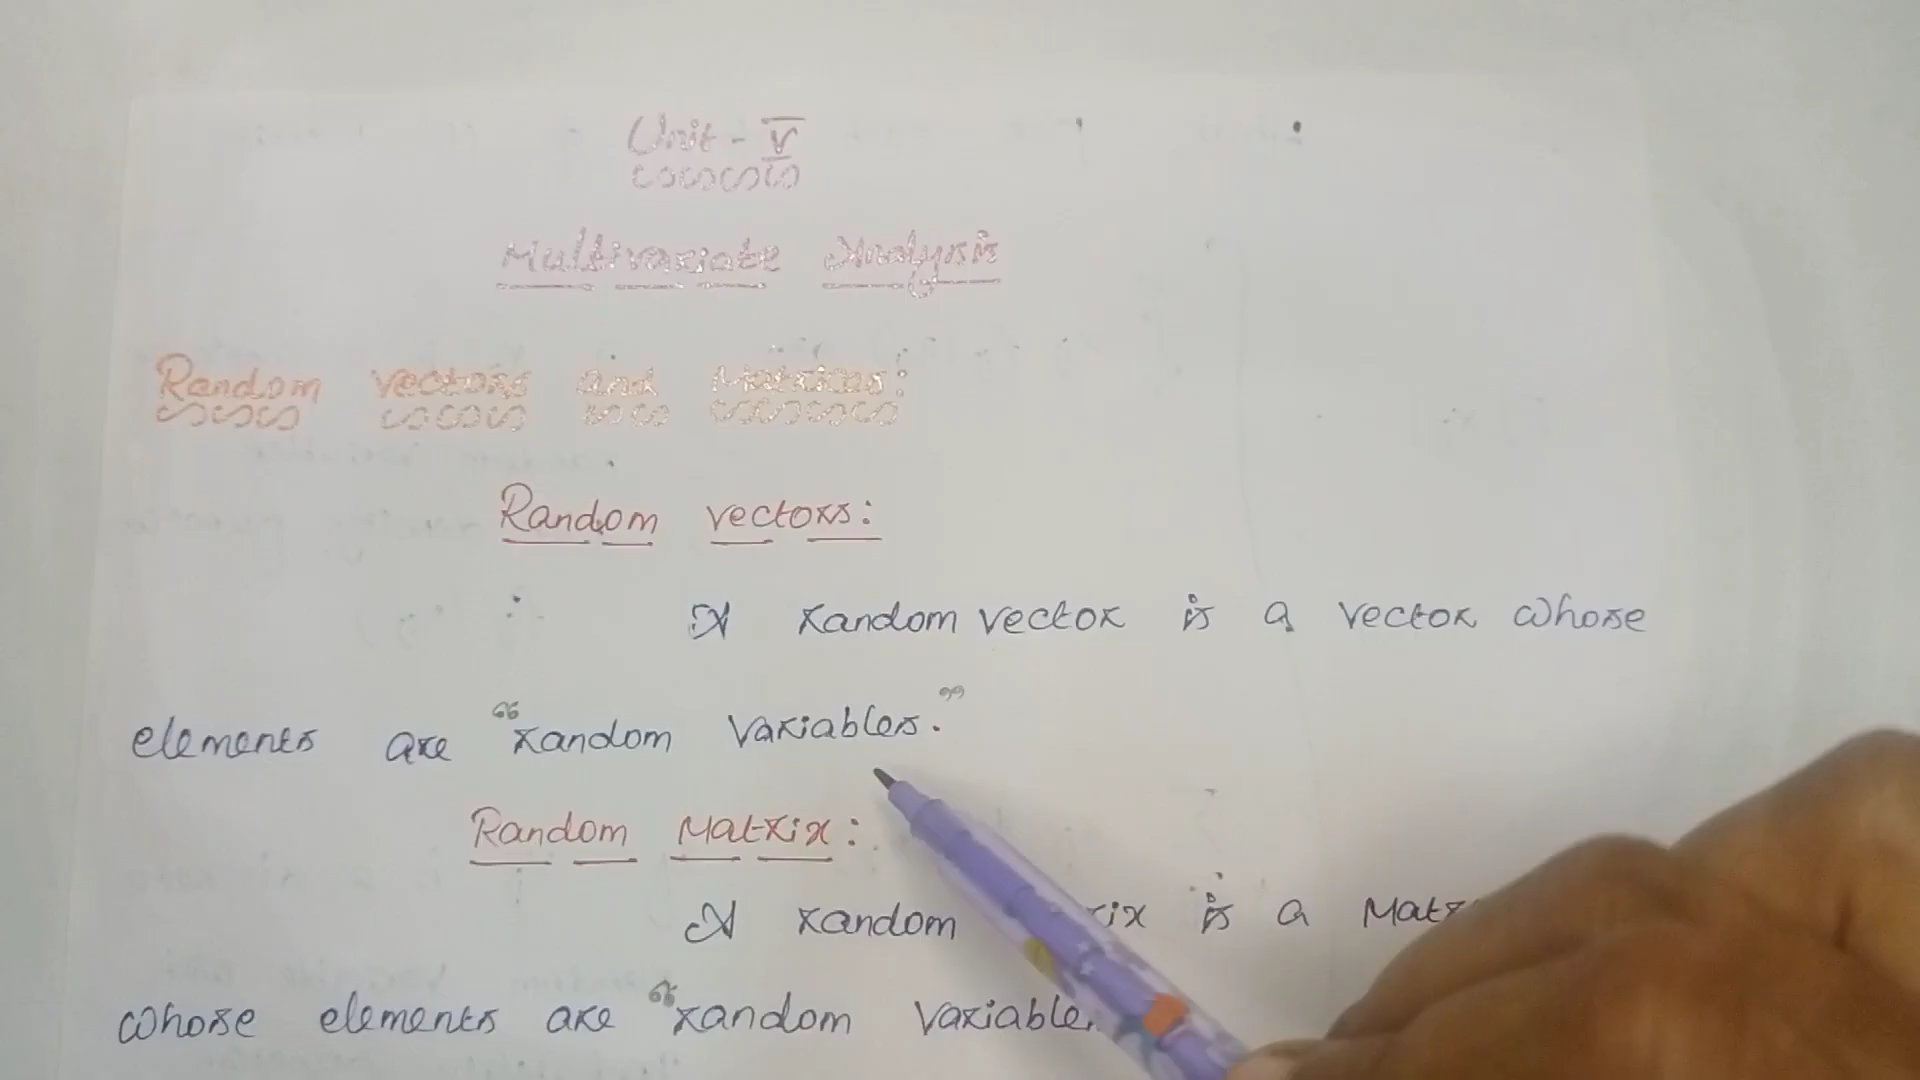 Unit - V
Multivariate Analysis
Random vectors and Matrices:
Random vectors:
A random vector is a vector whose
elements are "random variables."
Random Matrix:
A random is a
whose elements are "random